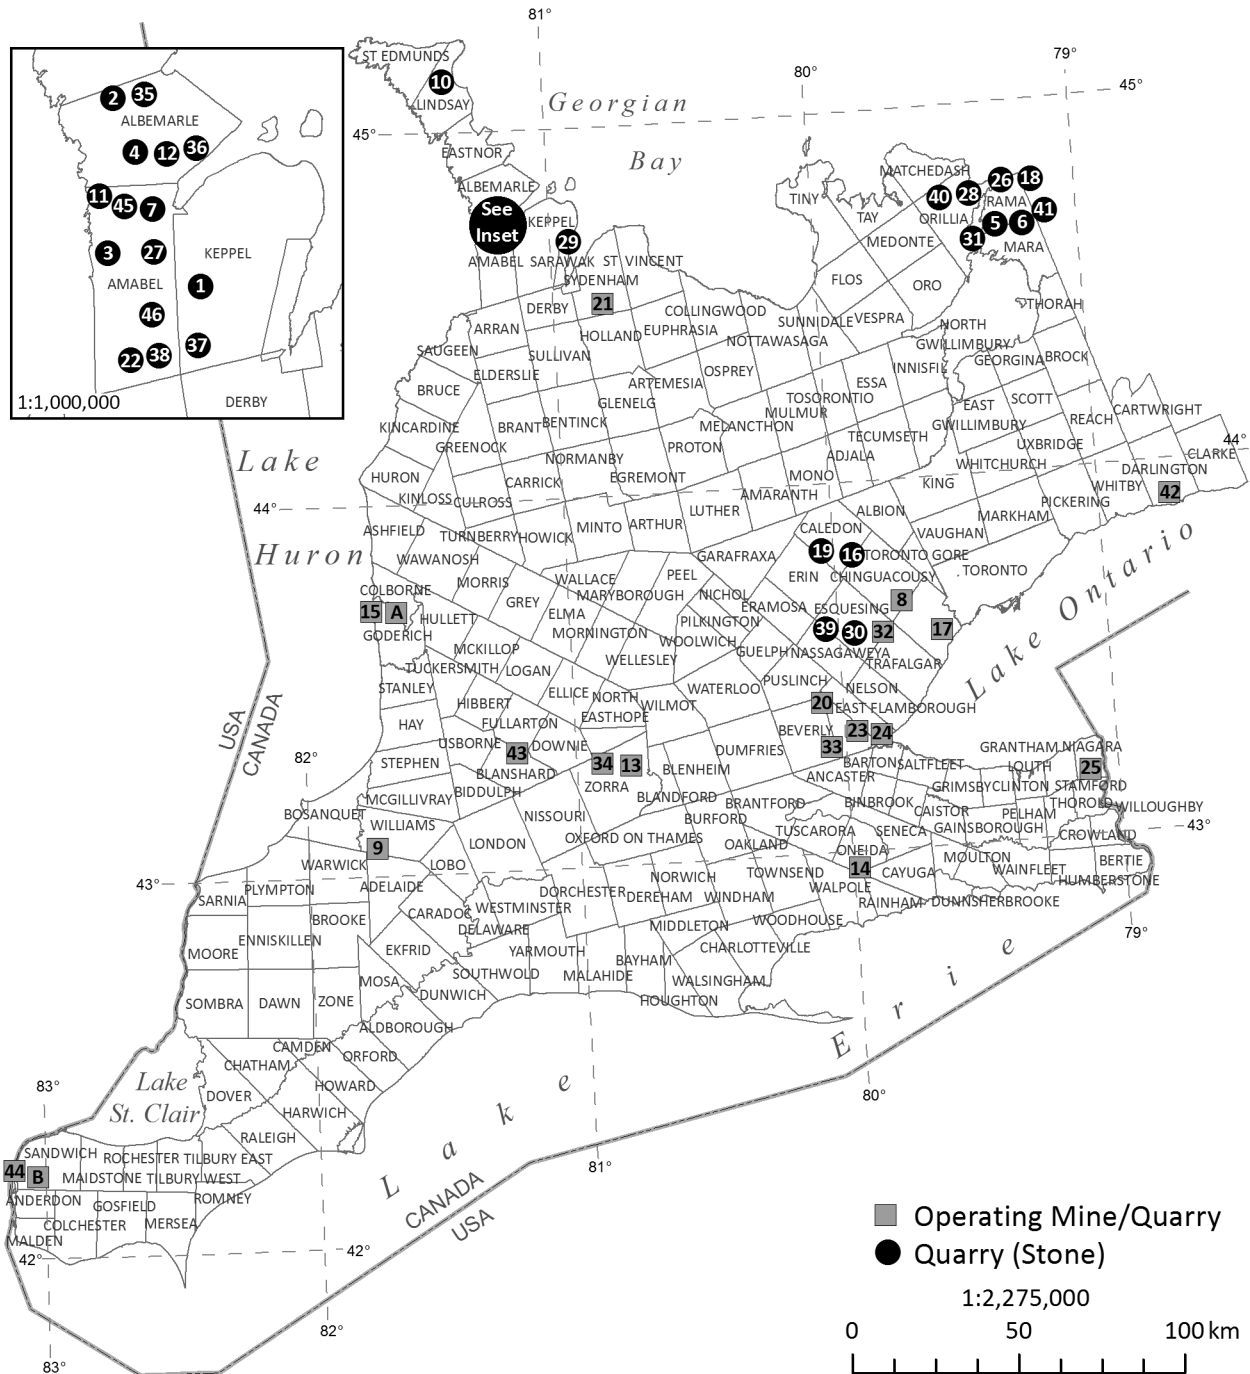 81°
79°
80°
45°
ST EDMUNDS
10
LINDSAY
Georgian
Bay
45°
EASTNOR
ALBEMARLE
See
Inset
KEPPEL
29
AMABEL
SARAWAK
ST VINCENT
SYDENHAM
21
2
35
ALBEMARLE
4
12
36
11
45
7
3
27
KEPPEL
AMABEL
1
46
37
22
38
1:1,000,000
DERBY
MATCHEDASH
26
18
40
28
RAMA
41
TINY
TAY
ORILLIA
5
6
31
MARA
MEDONTE
FLOS
ORO
THORAH
DERBY
COLLINGWOOD
SUNNIDALE
VESPRA
NORTH
GWILLIMBURY
ARRAN
HOLLAND
EUPHRASIA
NOTTAWASAGA
SAUGEEN
SULLIVAN
GEORGINA
BROCK
ELDERSLIE
OSPREY
INNISFIL
BRUCE
ARTEMESIA
ESSA
GLENELG
TOSORONTIO
SCOTT
EAST
GWILLIMBURY
MULMUR
CARTWRIGHT
REACH
KINCARDINE
BRANT
BENTINCK
MELANCTHON
TECUMSETH
UXBRIDGE
GREENOCK
PROTON
44°
ADJALA
CLARKE
Lake
NORMANBY
WHITCHURCH
DARLINGTON
HURON
CARRICK
EGREMONT
MONO
KING
WHITBY
42
KINLOSS
CULROSS
AMARANTH
PICKERING
44°
LUTHER
ALBION
MARKHAM
ASHFIELD
MINTO
ARTHUR
CALEDON
VAUGHAN
TURNBERRY
HOWICK
Huron
19
16
TORONTO GORE
WAWANOSH
GARAFRAXA
TORONTO
MORRIS
WALLACE
PEEL
ERIN
CHINGUACOUSY
COLBORNE
MARYBOROUGH
NICHOL
8
15
A
GREY
ELMA
ERAMOSA
ESQUESING
HULLETT
PILKINGTON
39
30
32
17
GODERICH
MORNINGTON
WOOLWICH
MCKILLOP
GUELPH
NASSAGAWEYA
Lake Ontario
TUCKERSMITH
LOGAN
WELLESLEY
TRAFALGAR
STANLEY
ELLICE
NORTH
EASTHOPE
WATERLOO
PUSLINCH
NELSON
HIBBERT
WILMOT
20
EAST FLAMBOROUGH
HAY
FULLARTON
BEVERLY
23
24
USBORNE
43
DOWNIE
DUMFRIES
33
GRANTHAM
NIAGARA
STEPHEN
34
13
BARTON
SALTFLEET
LOUTH
25
BLANSHARD
BLENHEIM
ANCASTER
BIDDULPH
ZORRA
GRIMSBY
CLINTON
STAMFORD
MCGILLIVRAY
BLANDFORD
BRANTFORD
BINBROOK
THOROLD
WILLOUGHBY
BOSANQUET
NISSOURI
BURFORD
CAISTOR
PELHAM
WILLIAMS
TUSCARORA
SENECA
GAINSBOROUGH
43°
OXFORD ON THAMES
CROWLAND
9
LONDON
OAKLAND
ONEIDA
WARWICK
LOBO
MOULTON
BERTIE
14
CAYUGA
WAINFLEET
43°
PLYMPTON
ADELAIDE
NORWICH
TOWNSEND
WALPOLE
HUMBERSTONE
SARNIA
DORCHESTER
DEREHAM
WINDHAM
RAINHAM
DUNN
SHERBROOKE
BROOKE
CARADOC
WESTMINSTER
WOODHOUSE
DELAWARE
MIDDLETON
79°
ENNISKILLEN
EKFRID
YARMOUTH
CHARLOTTEVILLE
MOORE
BAYHAM
SOUTHWOLD
MALAHIDE
MOSA
WALSINGHAM
DUNWICH
HOUGHTON
SOMBRA
DAWN
ZONE
ALDBOROUGH
CAMDEN
ORFORD
CHATHAM
Lake Erie
Lake
St. Clair
HOWARD
DOVER
80°
HARWICH
83°
RALEIGH
SANDWICH
ROCHESTER
TILBURY EAST
44
B
MAIDSTONE
TILBURY WEST
81°
ANDERDON
GOSFIELD
ROMNEY
COLCHESTER
MERSEA
MALDEN
42°
42°
82°
83°
82°
USA
CANADA
CANADA
USA
Operating Mine/Quarry
Quarry (Stone)
1:2,275,000
0 50 100 km